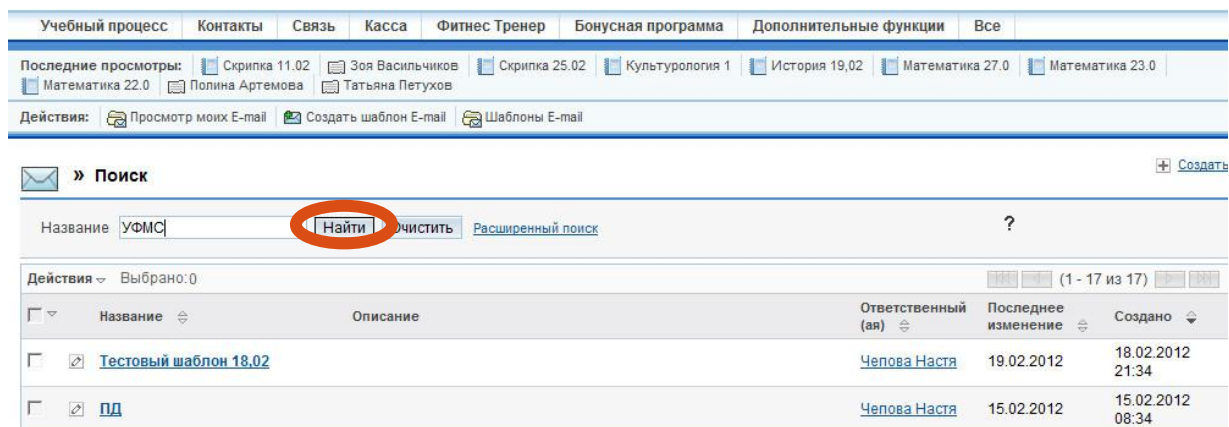 Учебный процесс Контакты Связь Касса Фитнес Тренер Бонусная программа Дополнительные функции Все
Последние просмотры: Скрипка 11.02 Зоя Васильчиков Скрипка 25.02 Культурология 1 История 19,02 Математика 27.0 Математика 23.0
Математика 22.0 Полина Артемова Татьяна Петухов
Действия: Просмотр моих E-mail Создать шаблон E-mail Шаблоны E-mail
» Поиск
Создать
Название УФМС Найти Очистить Расширенный поиск ?
Действия Выбрано:0 (1 - 17 из 17)
Название Описание Ответственный (ая) Последнее изменение Создано
Тестовый шаблон 18,02 Чепова Настя 19.02.2012 18.02.2012 21:34
ПД Чепова Настя 15.02.2012 15.02.2012 08:34